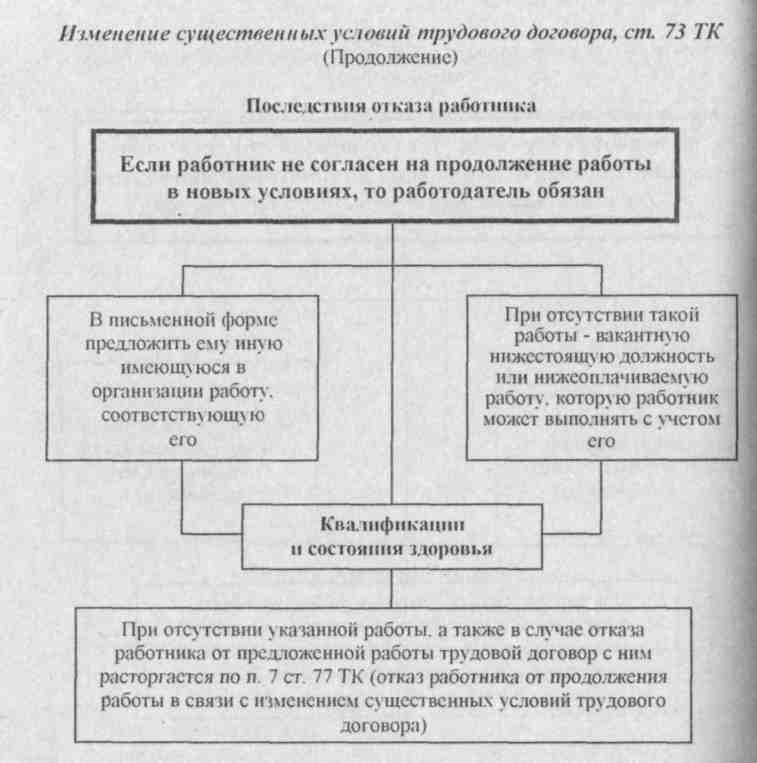 Изменение существенных условий трудового договора, ст. 73 ТК
(Продолжение)
Последствия отказа работника
Если работник не согласен на продолжение работы
в новых условиях, то работодатель обязан
В письменной форме
предложить ему иную
имеющуюся в
организации работу,
соответствующую
его
При отсутствии такой
работы - вакантную
нижестоящую должность
или нижеоплачиваемую
работу, которую работник
может выполнять с учетом
его
Квалификации
и состояния здоровья
При отсутствии указанной работы, а также в случае отказа
работника от предложенной работы трудовой договор с ним
расторгается по п. 7 ст. 77 ТК (отказ работника от продолжения
работы в связи с изменением существенных условий трудового
договора)